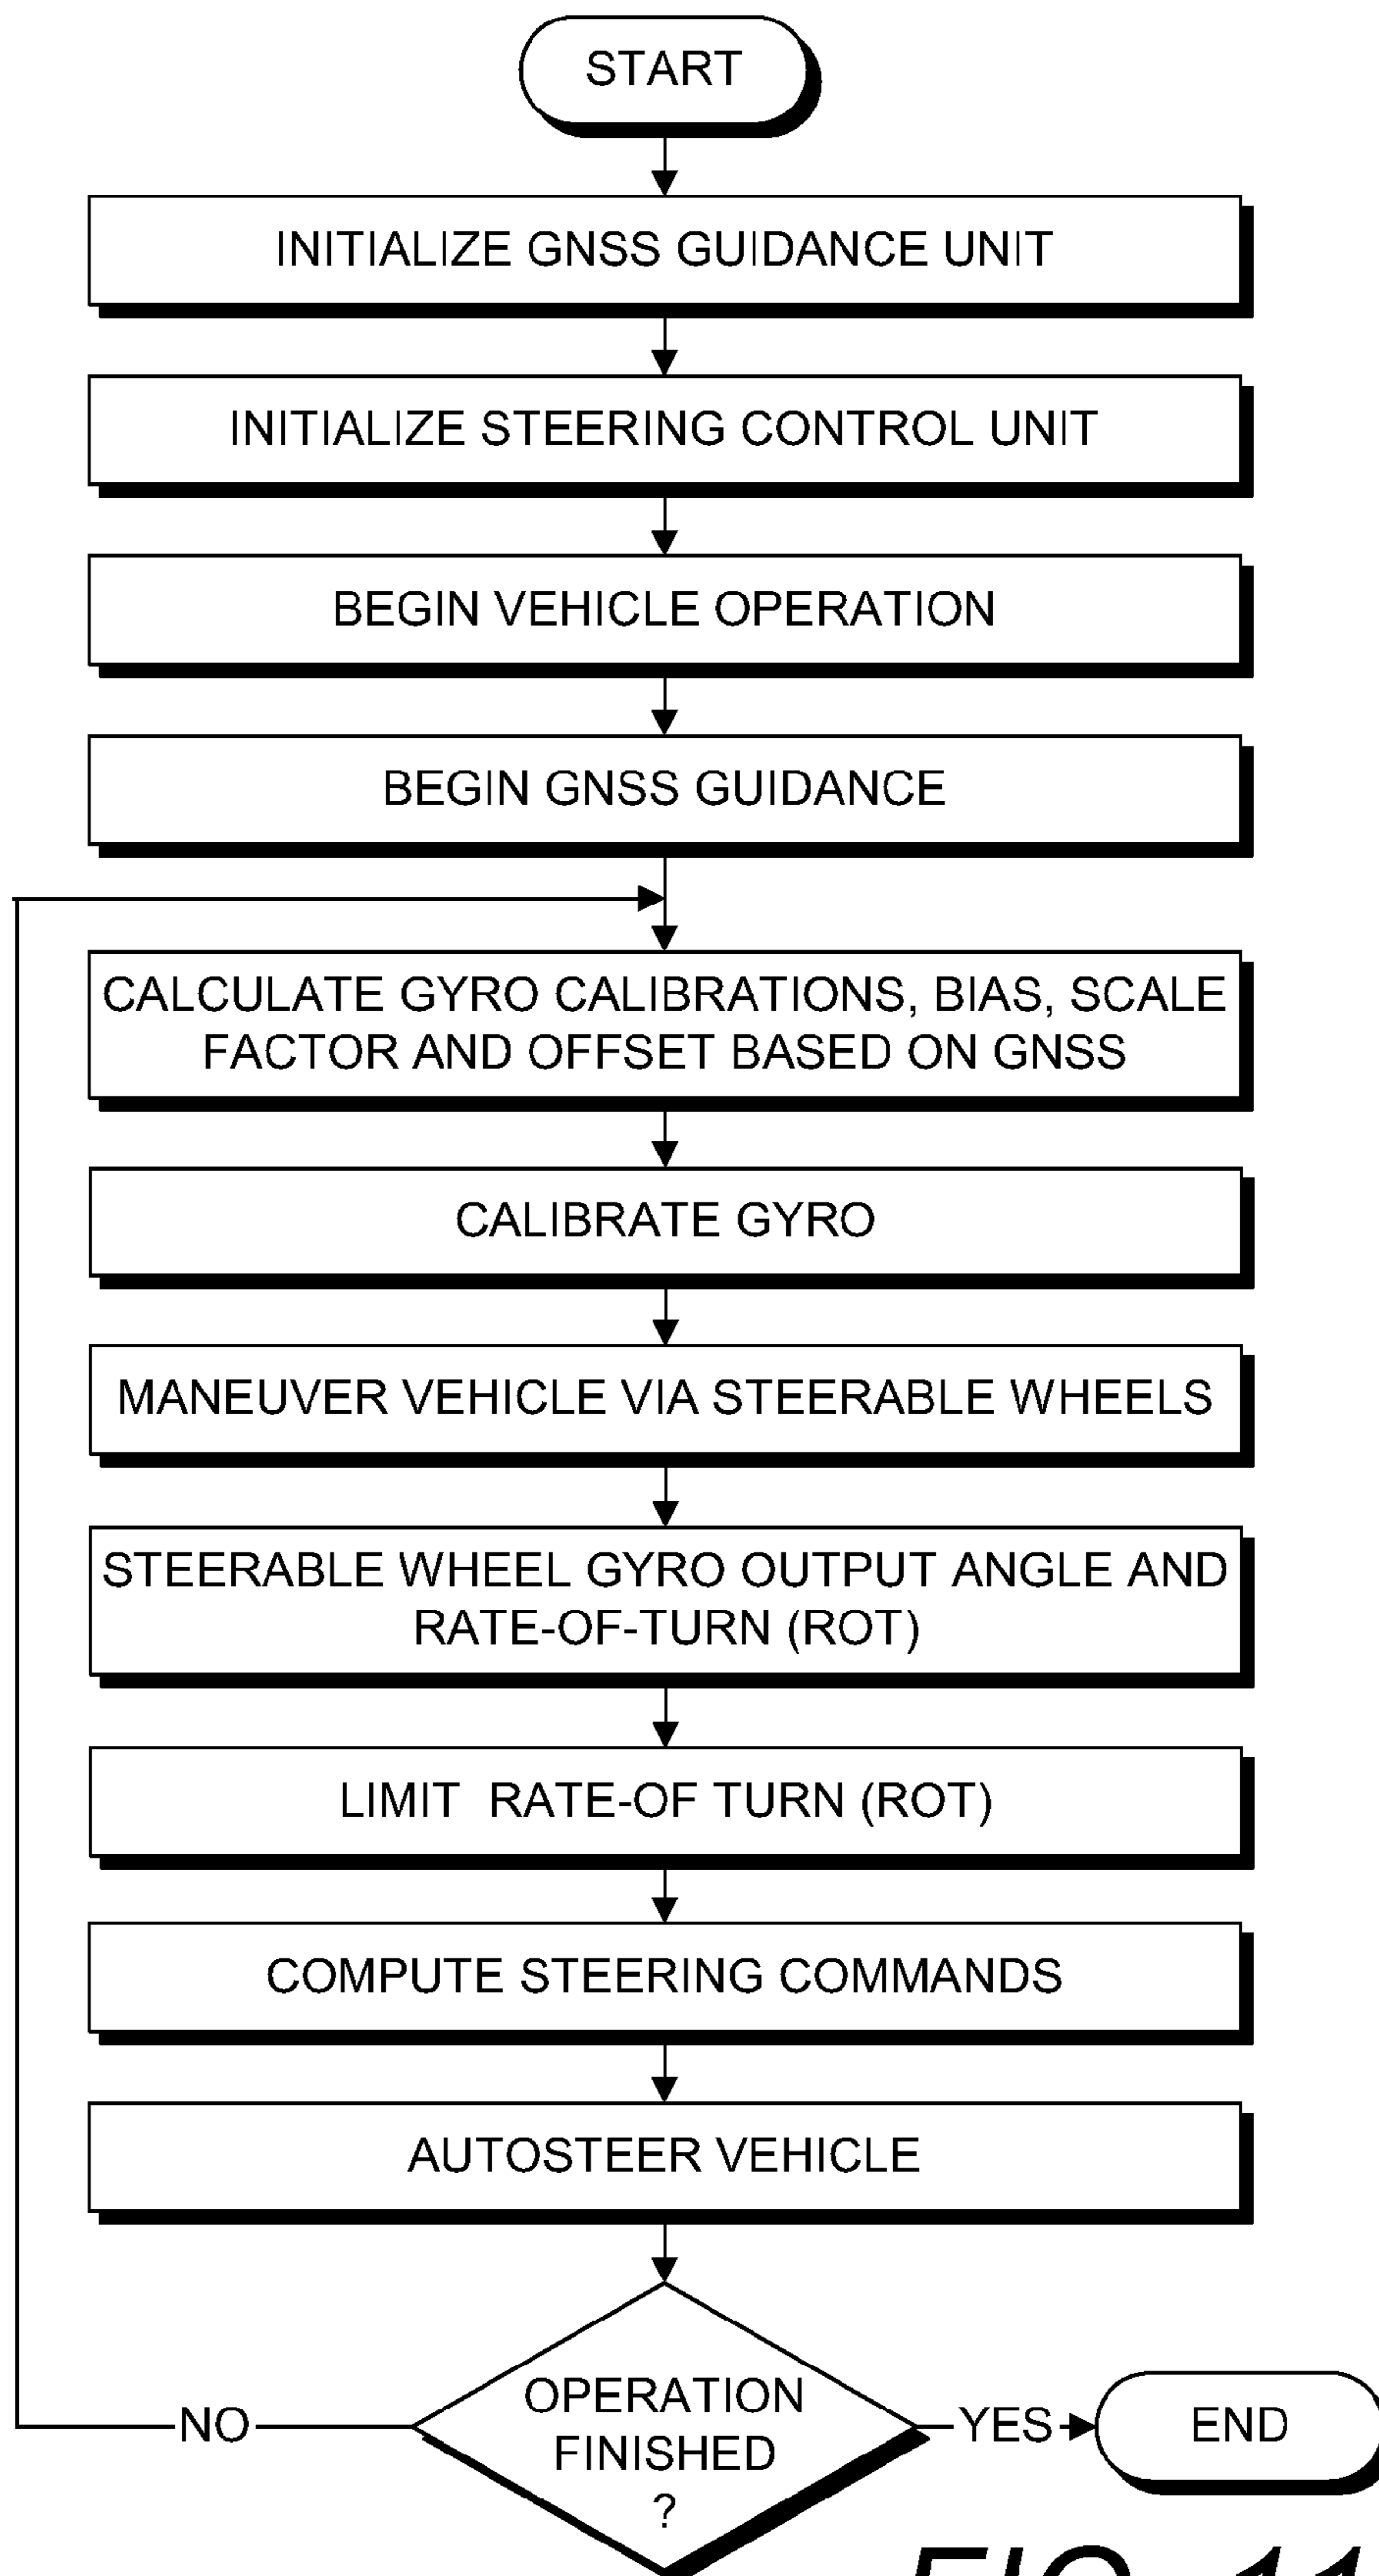 START
INITIALIZE GNSS GUIDANCE UNIT
INITIALIZE STEERING CONTROL UNIT
BEGIN VEHICLE OPERATION
BEGIN GNSS GUIDANCE
CALCULATE GYRO CALIBRATIONS, BIAS, SCALE
FACTOR AND OFFSET BASED ON GNSS
CALIBRATE GYRO
MANEUVER VEHICLE VIA STEERABLE WHEELS
STEERABLE WHEEL GYRO OUTPUT ANGLE AND
RATE-OF-TURN (ROT)
LIMIT RATE-OF TURN (ROT)
COMPUTE STEERING COMMANDS
AUTOSTEER VEHICLE
OPERATION
FINISHED
?
NO
YES
END
FIG. 11